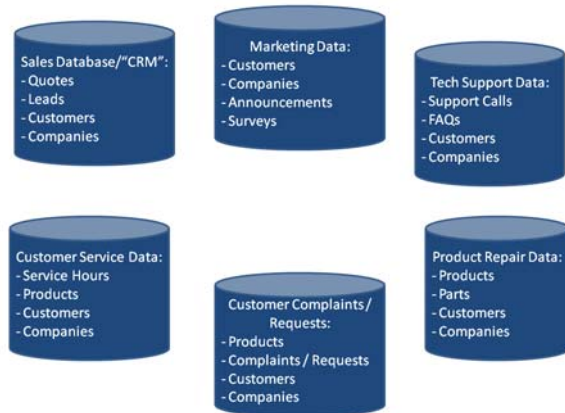 Sales Database/"CRM":
- Quotes
- Leads
- Customers
- Companies
Marketing Data:
- Customers
- Companies
- Announcements
- Surveys
Tech Support Data:
- Support Calls
- FAQs
- Customers
- Companies
Customer Service Data:
- Service Hours
- Products
- Customers
- Companies
Customer Complaints /
Requests:
- Products
- Complaints / Requests
- Customers
- Companies
Product Repair Data:
- Products
- Parts
- Customers
- Companies